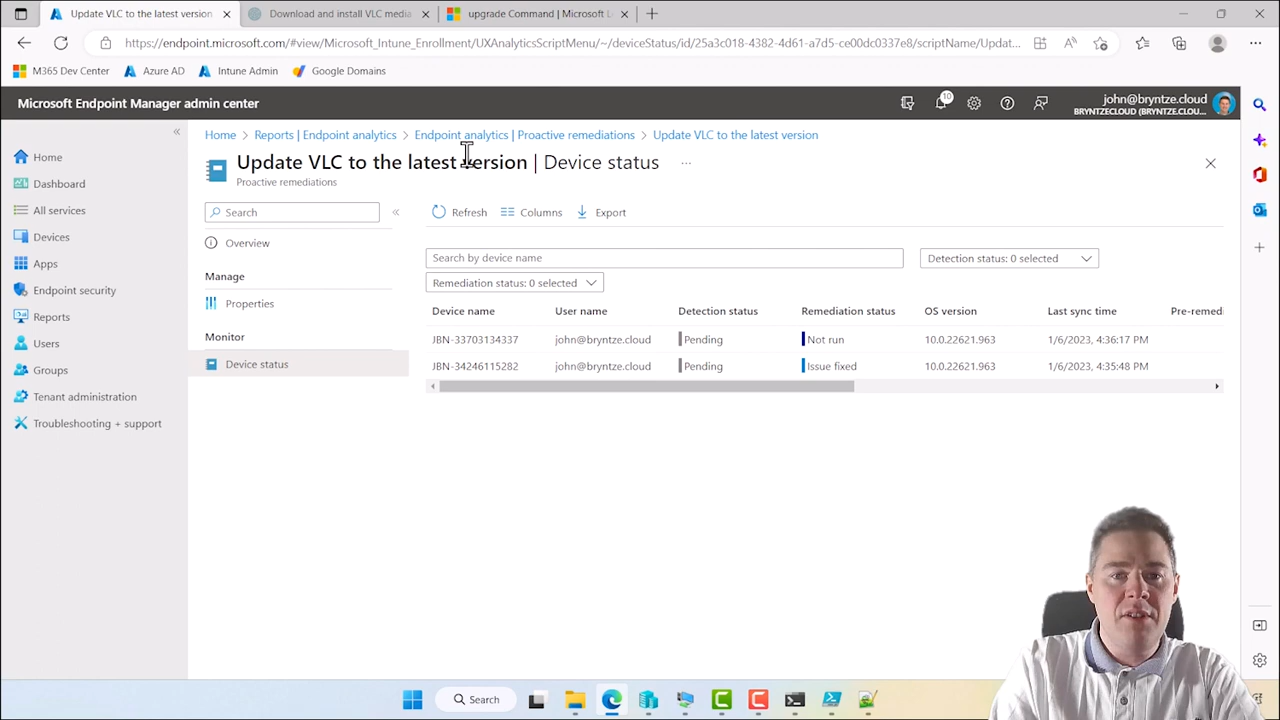 Update VLC to the latest version
Download and install VLC media
upgrade Command | Microsoft
https://endpoint.microsoft.com/#view/Microsoft_Intune_Enrollment/UXAnalyticsScriptMenu/~/deviceStatus/id/25a3c018-4382-4d61-a7d5-ce00dc0337e8/scriptName/Updat...
M365 Dev Center
Azure AD
Intune Admin
Google Domains
Microsoft Endpoint Manager admin center
10
john@bryntze.cloud
BRYNTZECLOUD (BRYNTZE.CLOU...
Home > Reports | Endpoint analytics > Endpoint analytics | Proactive remediations > Update VLC to the latest version
Update VLC to the latest version | Device status
Proactive remediations
Home
Dashboard
All services
Devices
Apps
Endpoint security
Reports
Users
Groups
Tenant administration
Troubleshooting + support
Search
Overview
Manage
Properties
Monitor
Device status
Refresh
Columns
Export
Search by device name
Detection status: 0 selected
Remediation status: 0 selected
Device name User name Detection status Remediation status OS version Last sync time Pre-remedi
JBN-33703134337 john@bryntze.cloud Pending Not run 10.0.22621.963 1/6/2023, 4:36:17 PM
JBN-34246115282 john@bryntze.cloud Pending Issue fixed 10.0.22621.963 1/6/2023, 4:35:48 PM
Search